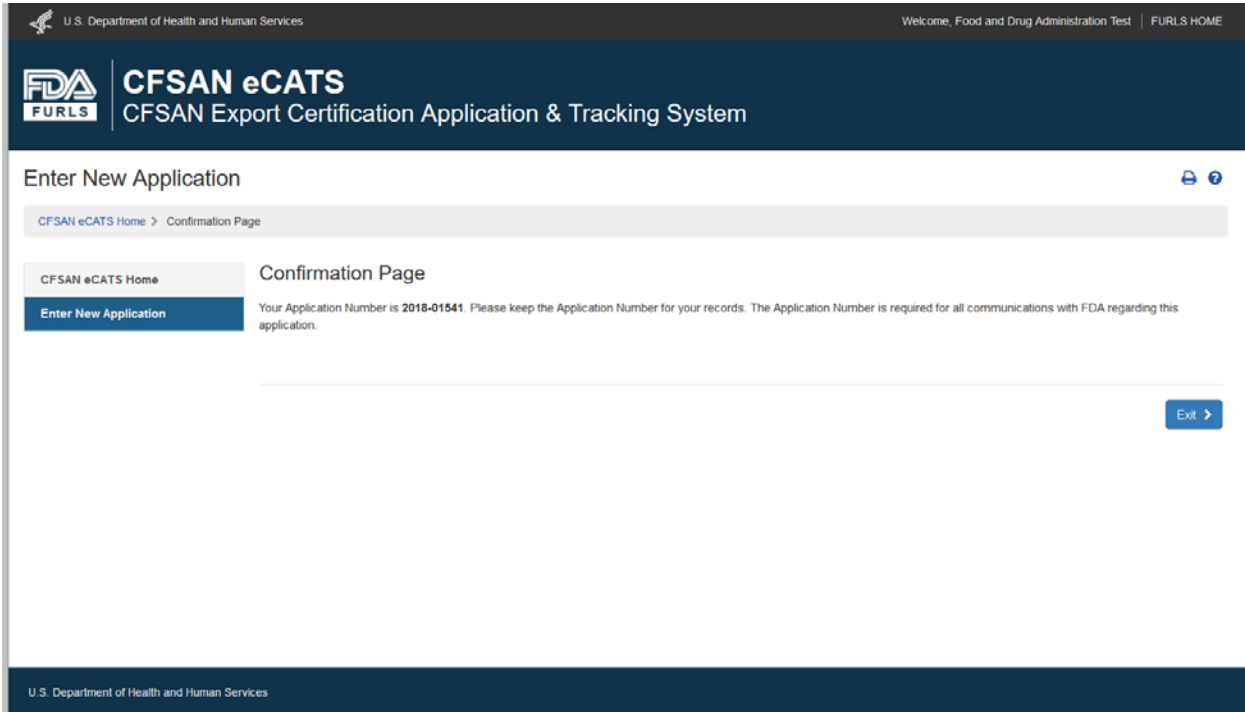 U.S. Department of Health and Human Services
Welcome, Food and Drug Administration Test | FURLS HOME
FDA
FURLS
CFSAN eCATS
CFSAN Export Certification Application & Tracking System
Enter New Application
CFSAN eCATS Home > Confirmation Page
CFSAN eCATS Home
Enter New Application
Confirmation Page
Your Application Number is 2018-01541. Please keep the Application Number for your records. The Application Number is required for all communications with FDA regarding this
application.
Exit >
U.S. Department of Health and Human Services